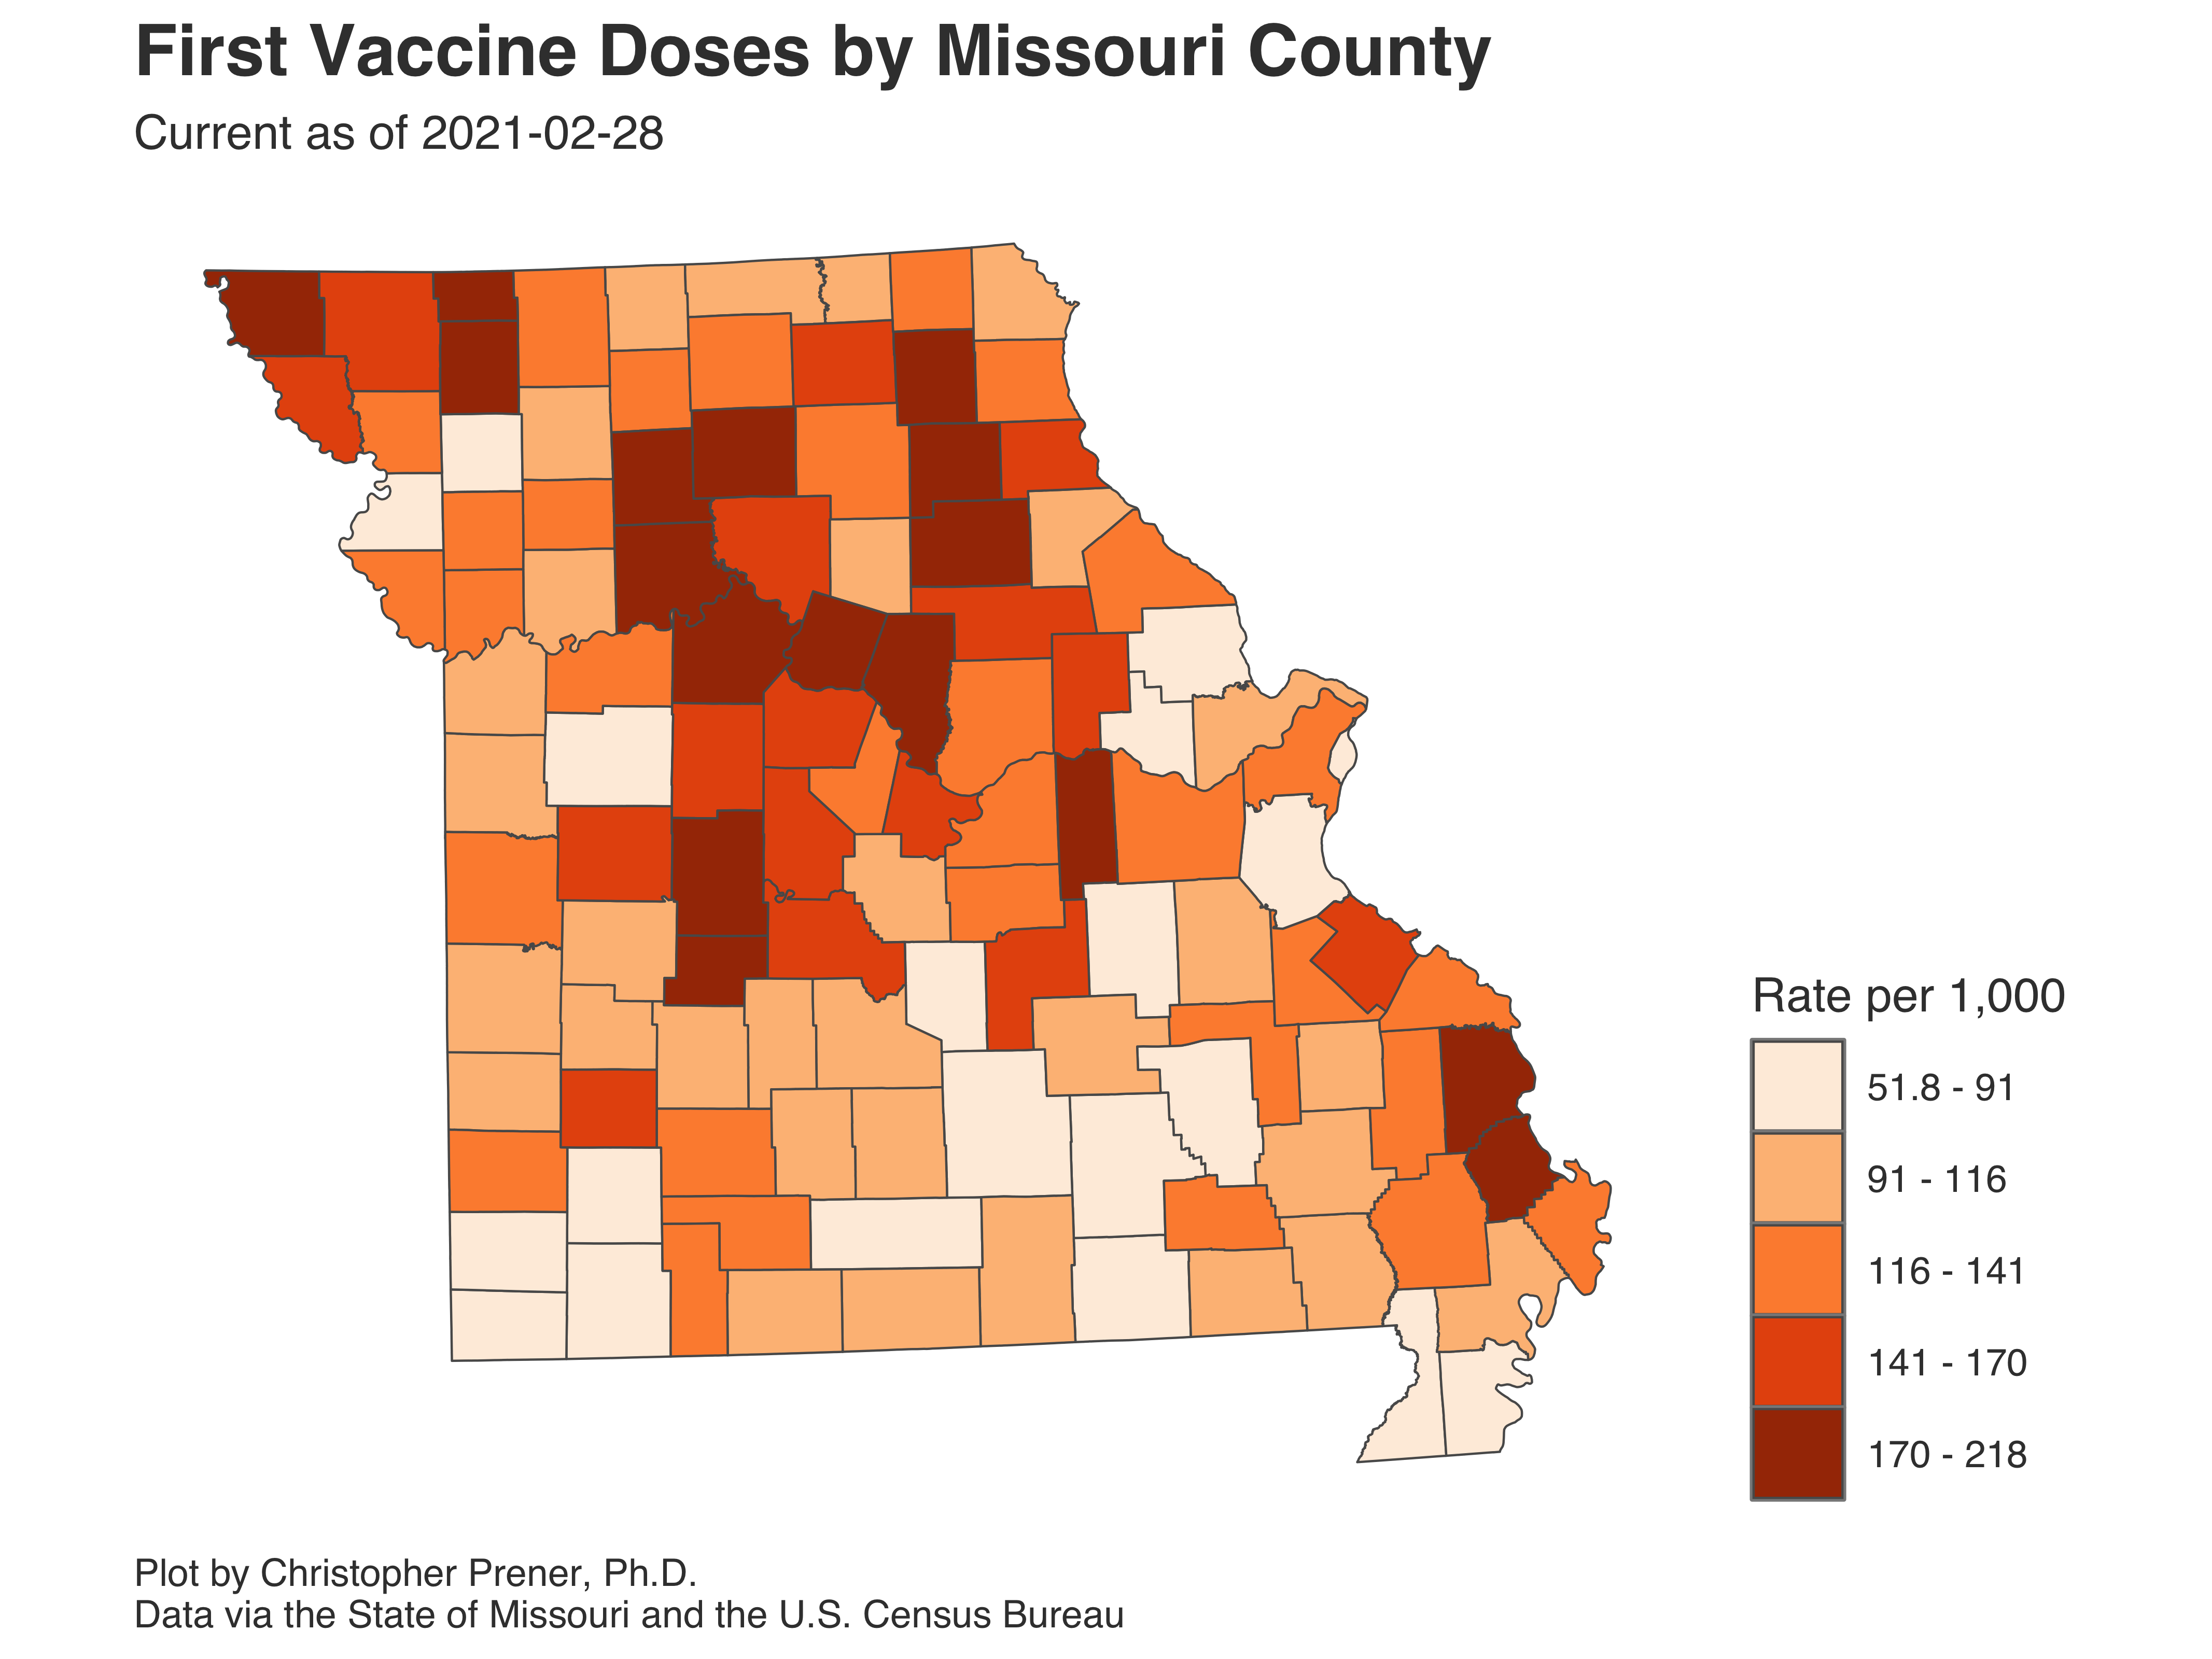 First Vaccine Doses by Missouri County
Current as of 2021-02-28
Rate per 1,000
51.8 - 91
91 - 116
116 - 141
141 - 170
170 - 218
Plot by Christopher Prener, Ph.D.
Data via the State of Missouri and the U.S. Census Bureau